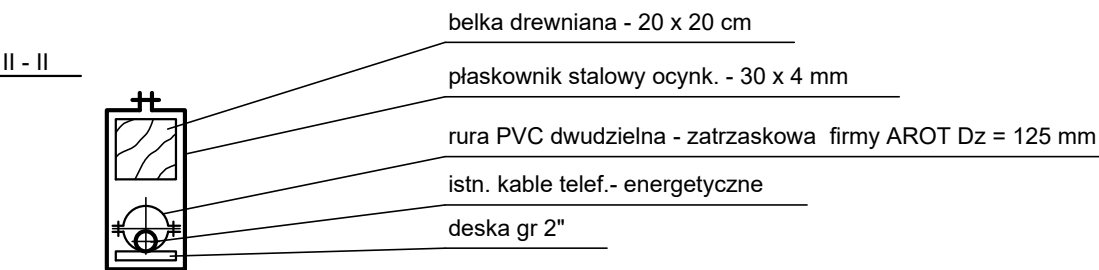 belka drewniana - 20 x 20 cm
II - II
płaskownik stalowy ocynk. - 30 x 4 mm
rura PVC dwudzielna - zatrzaskowa  firmy AROT Dz = 125 mm
istn. kable telef.- energetyczne
deska gr 2"